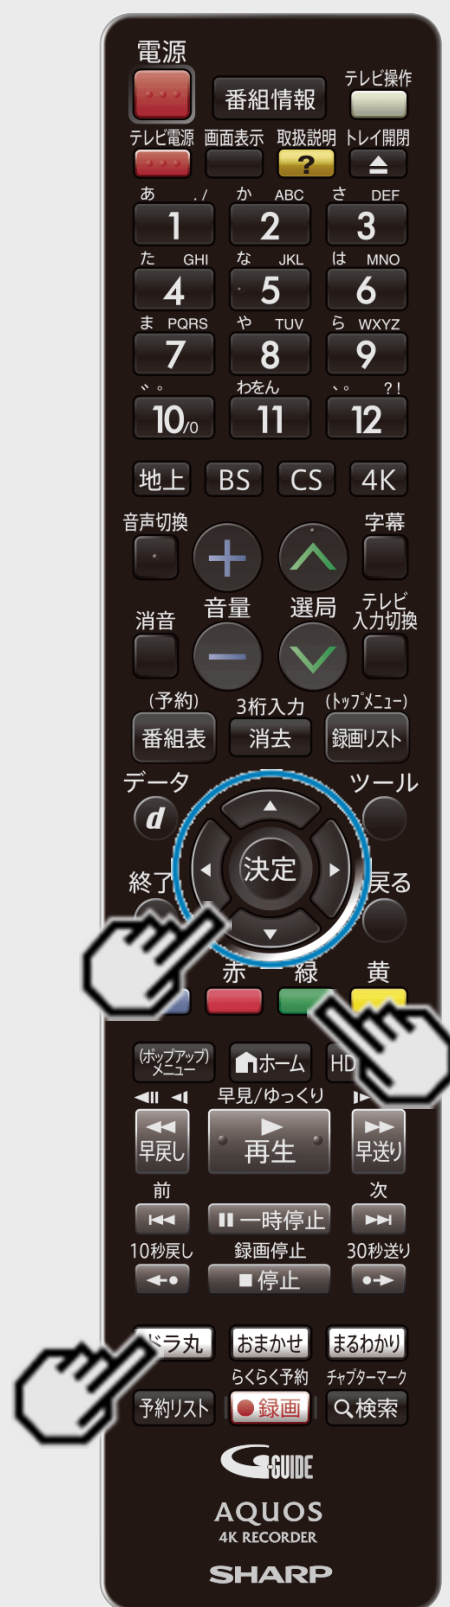 電源
番組情報
テレビ操作
テレビ電源 画面表示 取扱説明 トレイ開閉
?
あ ./ か ABC さ DEF
1 2 3
た GHI な JKL は MNO
4 5 6
ま PQRS や TUV ら WXYZ
7 8 9
゛゜ わをん 、。 ?!
10/0 11 12
地上 BS CS 4K
音声切換 字幕
+
消音 音量 選局 テレビ
入力切換
−
(予約) 3桁入力 (トップメニュー)
番組表 消去 録画リスト
データ ツール
d
決定
終了 戻る
赤 緑 黄
(ポップアップ)
メニュー ホーム HD
早見/ゆっくり
早戻し 再生 早送り
前 次
一時停止
10秒戻し 録画停止 30秒送り
停止
ドラ丸 おまかせ まるわかり
らくらく予約 チャプターマーク
予約リスト 録画 検索
G-GUIDE
AQUOS
4K RECORDER
SHARP